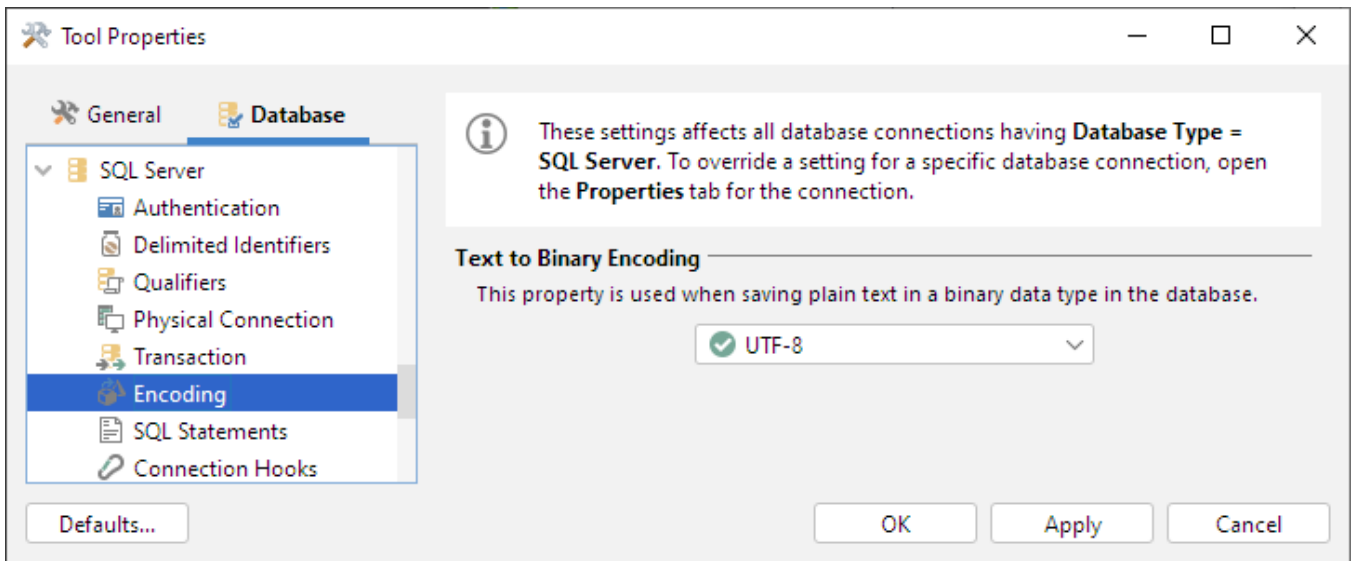 Tool Properties
General
Database
SQL Server
Authentication
Delimited Identifiers
Qualifiers
Physical Connection
Transaction
Encoding
SQL Statements
Connection Hooks
These settings affects all database connections having Database Type =
SQL Server. To override a setting for a specific database connection, open
the Properties tab for the connection.
Text to Binary Encoding
This property is used when saving plain text in a binary data type in the database.
UTF-8
Defaults...
OK
Apply
Cancel